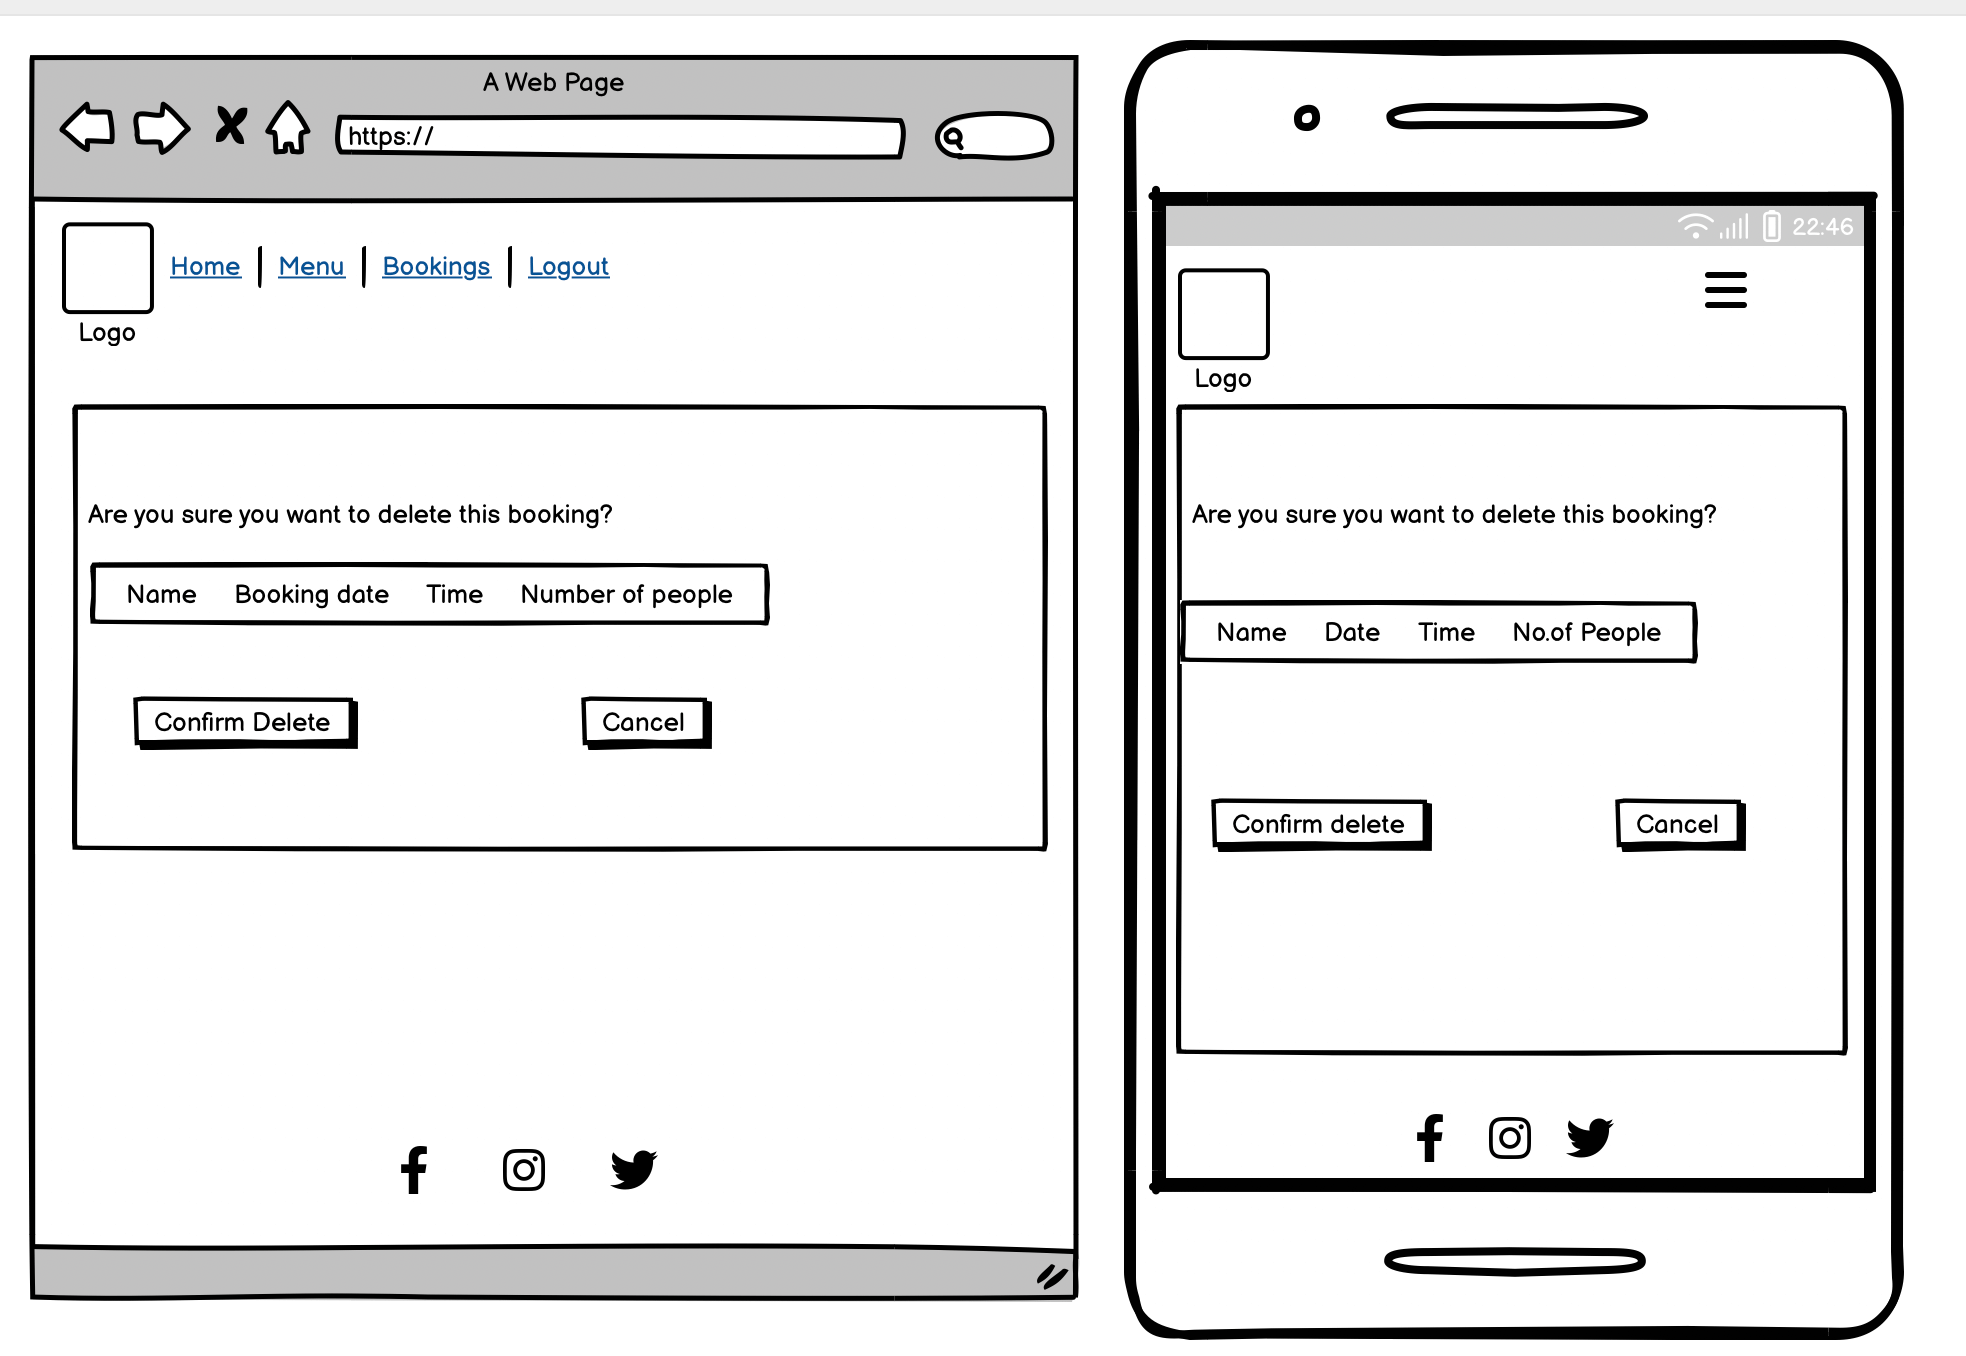 A Web Page
https://
Home | Menu | Bookings | Logout
Logo
Are you sure you want to delete this booking?
Name Booking date Time Number of people
Confirm Delete Cancel
22:46
Logo
Are you sure you want to delete this booking?
Name Date Time No.of People
Confirm delete Cancel